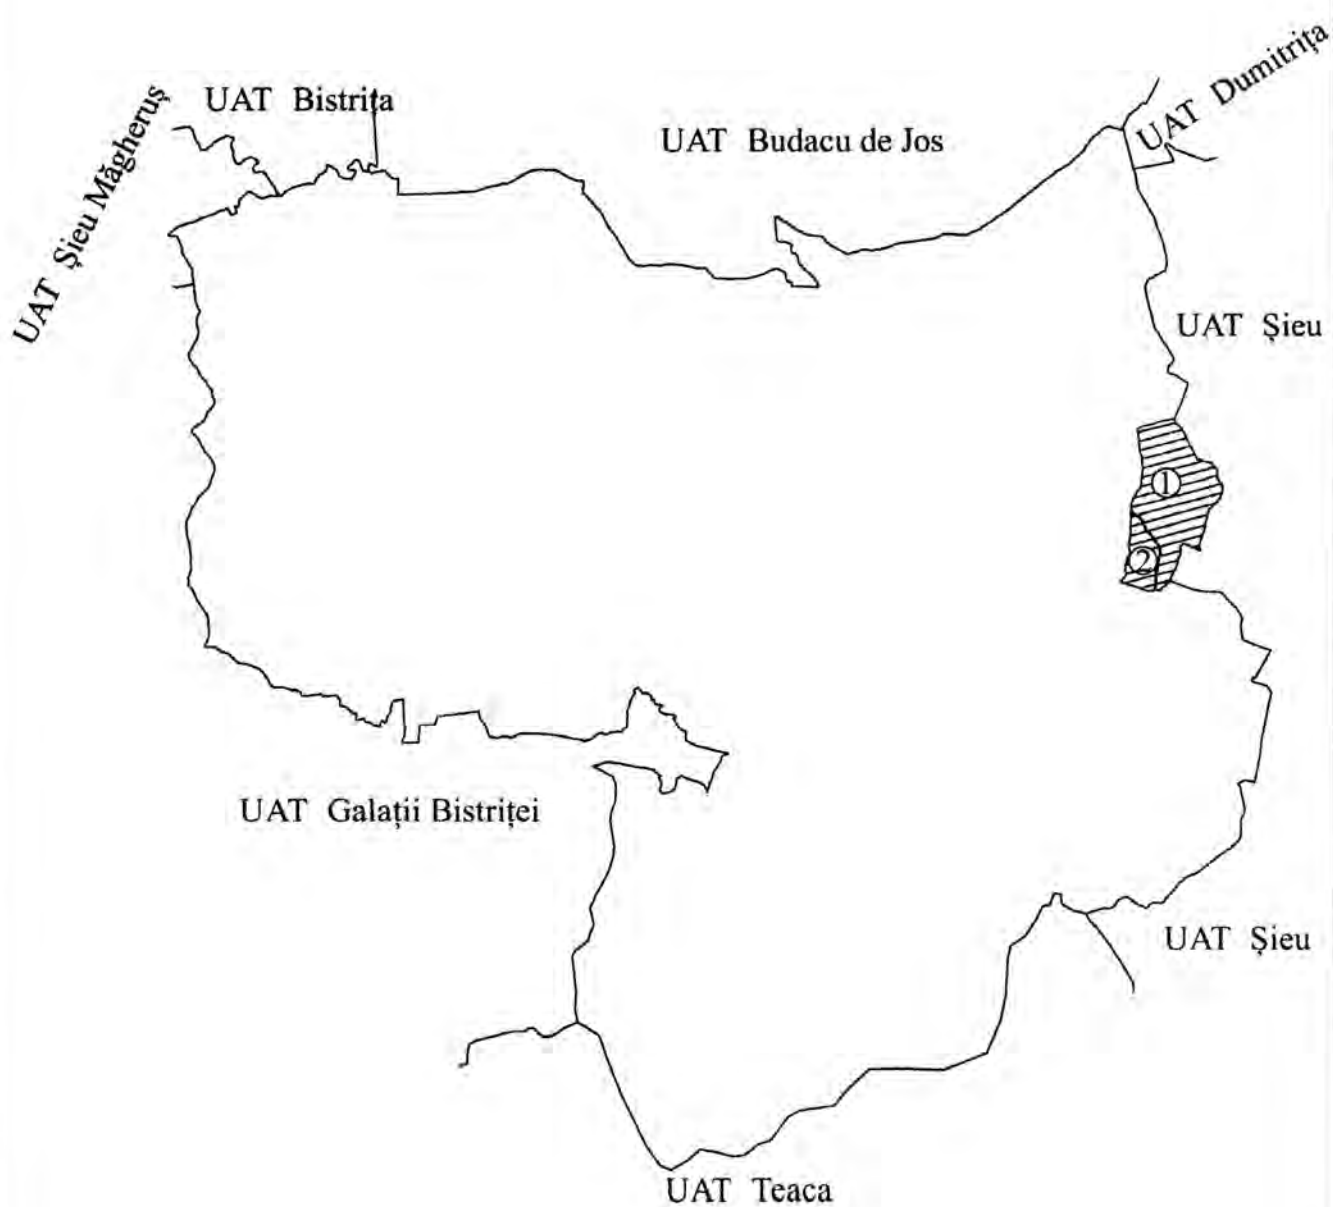 UAT Bistrița
UAT Dumitrița
UAT Budacu de Jos
UAT Șieu Măgheruș
UAT Șieu
1
2
UAT Galații Bistriței
UAT Șieu
UAT Teaca